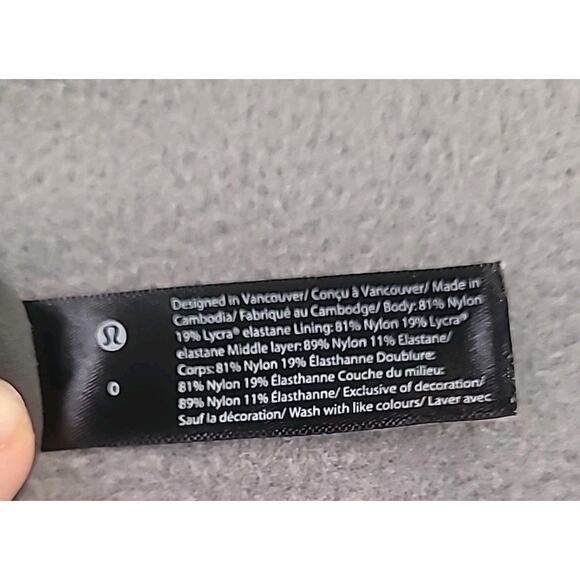 Designed in Vancouver/ Conçu à Vancouver/ Made in
Cambodia/ Fabriqué au Cambodge/ Body: 81% Nylon
19% Lycra® elastane Lining: 81% Nylon 19% Lycra®
elastane Middle layer: 89% Nylon 11% Elastane/
Corps: 81% Nylon 19% Élasthanne Doublure:
81% Nylon 19% Élasthanne Couche du milieu:
89% Nylon 11% Élasthanne/ Exclusive of decoration/
Sauf la décoration/ Wash with like colours/ Laver avec
0